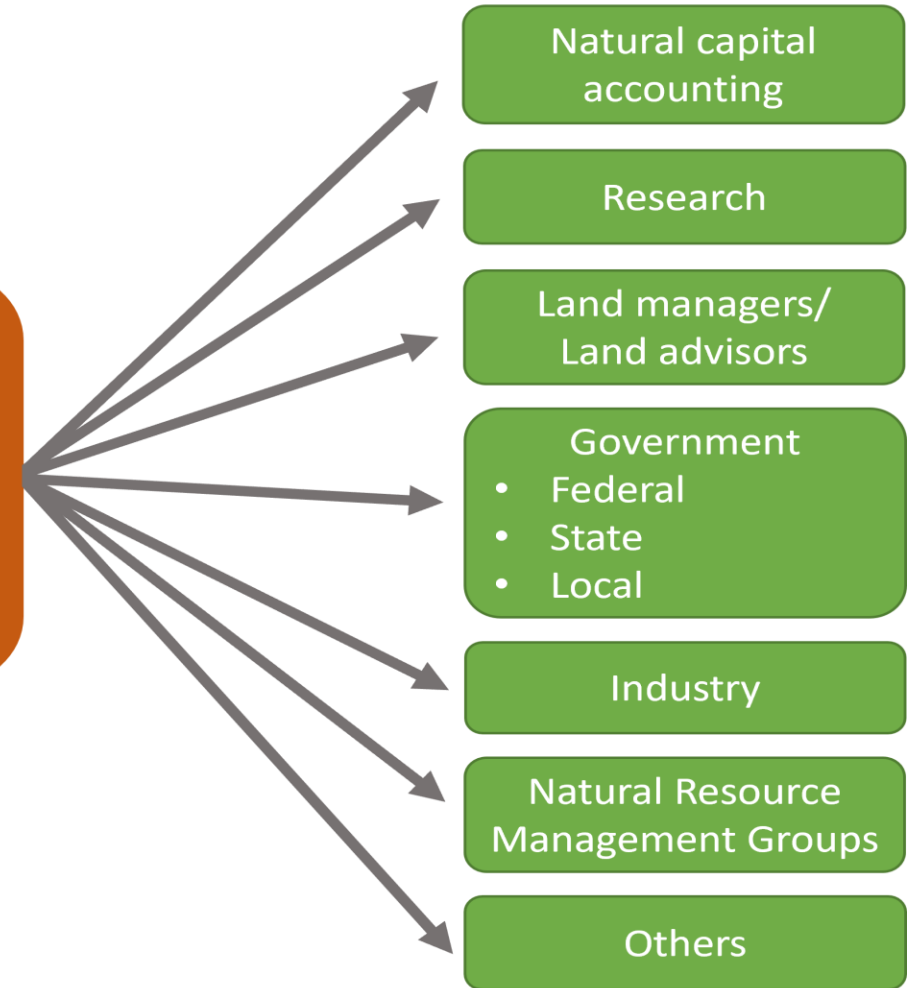 Natural capital
accounting
Research
Land managers/
Land advisors
Government
• Federal
• State
• Local
Industry
Natural Resource
Management Groups
Others